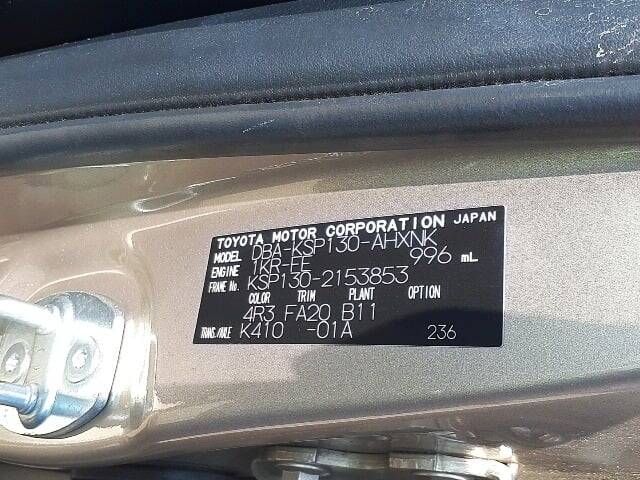 TOYOTA MOTOR CORPORATION JAPAN
MODEL DBA-KSP130-AHXNK
ENGINE 1KR-FE 996 mL
FRAME No. KSP130-2153853
COLOR TRIM PLANT OPTION
4R3 FA20 B11
TRANS./AXLE K410 -01A 236